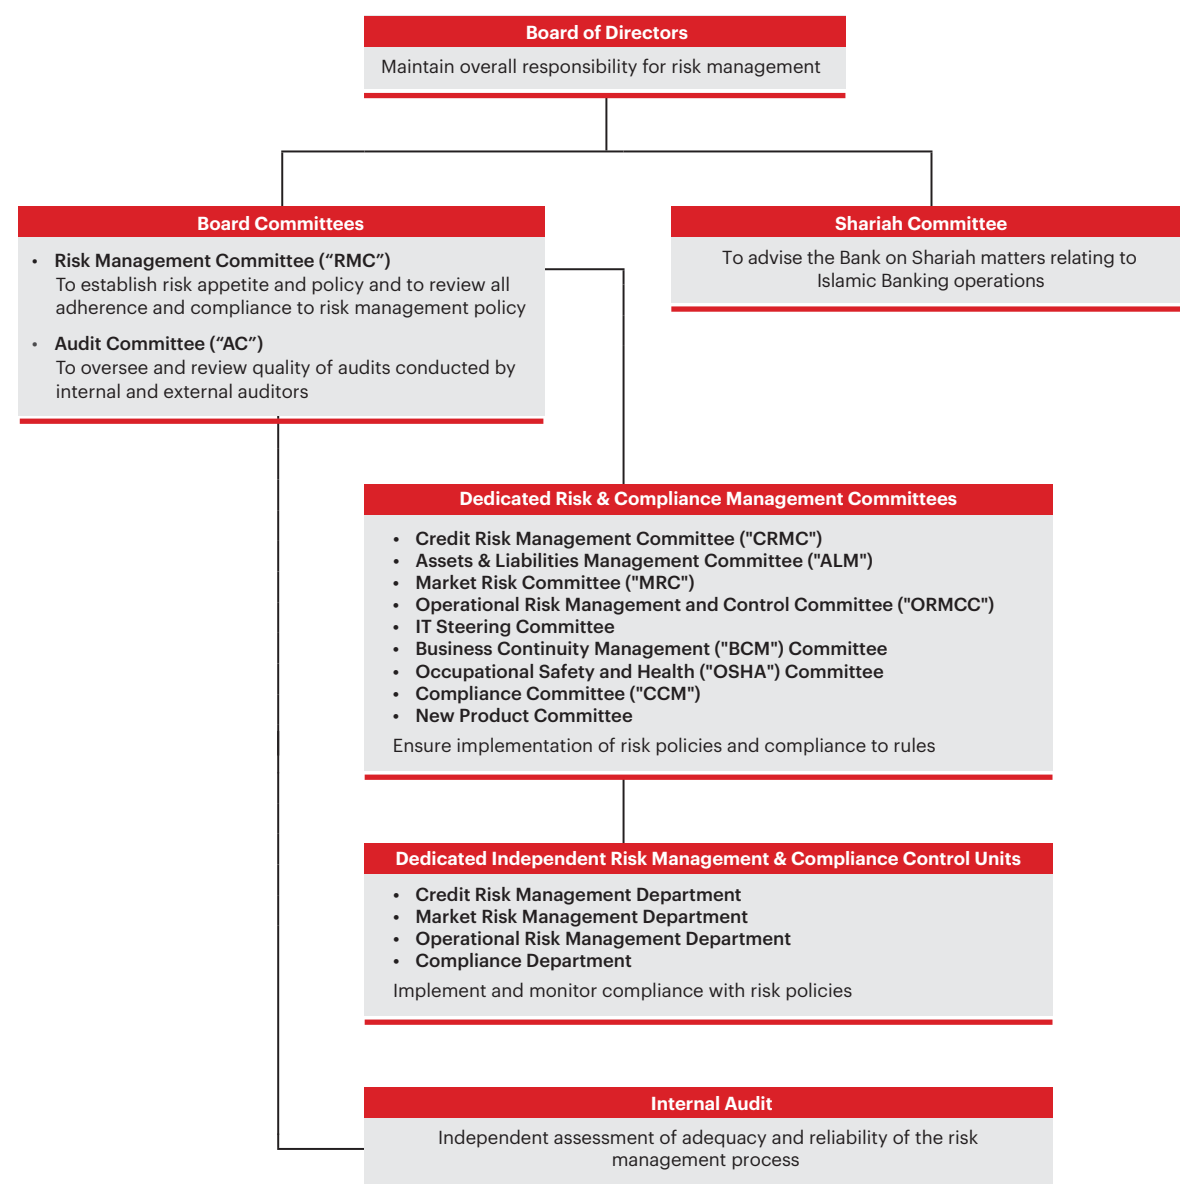 Board of Directors
Maintain overall responsibility for risk management
Board Committees
• Risk Management Committee (“RMC”)
To establish risk appetite and policy and to review all
adherence and compliance to risk management policy
• Audit Committee (“AC”)
To oversee and review quality of audits conducted by
internal and external auditors
Shariah Committee
To advise the Bank on Shariah matters relating to
Islamic Banking operations
Dedicated Risk & Compliance Management Committees
• Credit Risk Management Committee ("CRMC")
• Assets & Liabilities Management Committee ("ALM")
• Market Risk Committee ("MRC")
• Operational Risk Management and Control Committee ("ORMCC")
• IT Steering Committee
• Business Continuity Management ("BCM") Committee
• Occupational Safety and Health ("OSHA") Committee
• Compliance Committee ("CCM")
• New Product Committee
Ensure implementation of risk policies and compliance to rules
Dedicated Independent Risk Management & Compliance Control Units
• Credit Risk Management Department
• Market Risk Management Department
• Operational Risk Management Department
• Compliance Department
Implement and monitor compliance with risk policies
Internal Audit
Independent assessment of adequacy and reliability of the risk
management process